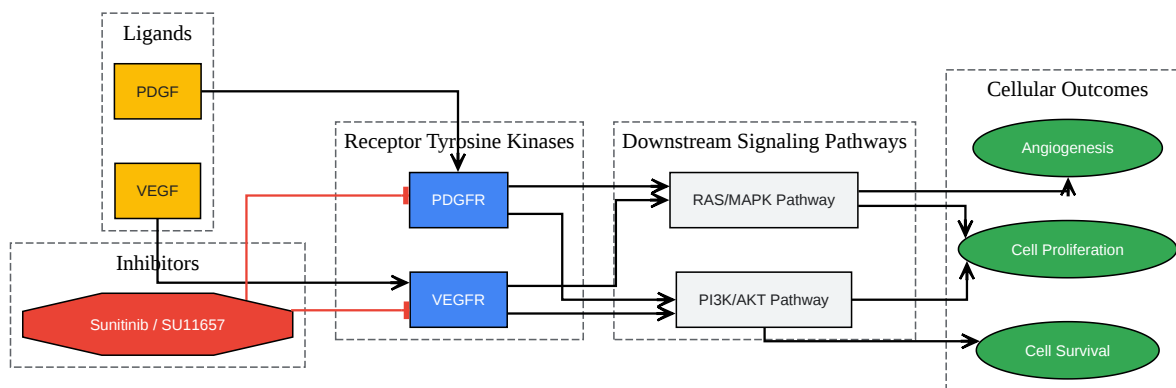 Ligands
PDGF
VEGF
Inhibitors
Sunitinib / SU11657
Receptor Tyrosine Kinases
PDGFR
VEGFR
Downstream Signaling Pathways
RAS/MAPK Pathway
PI3K/AKT Pathway
Cellular Outcomes
Angiogenesis
Cell Proliferation
Cell Survival